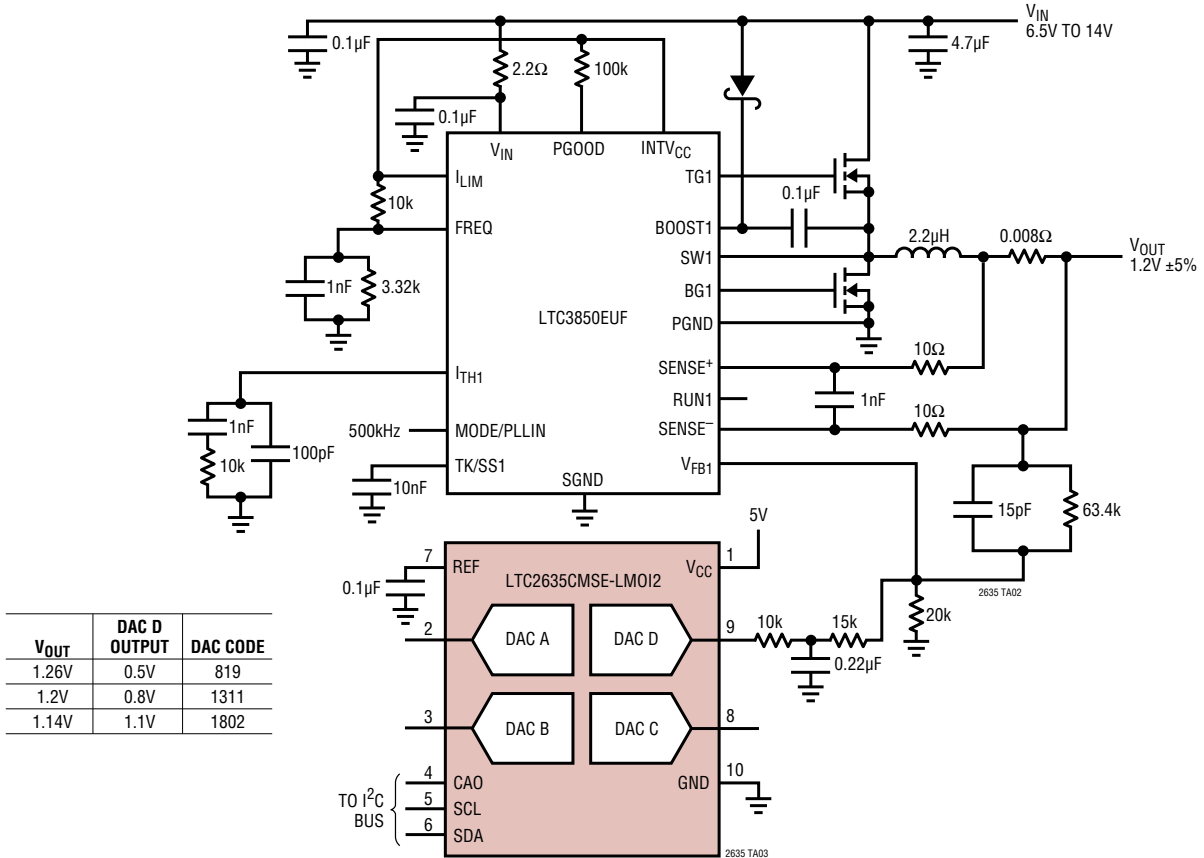 VIN
6.5V TO 14V
0.1µF
2.2Ω
100k
4.7µF
0.1µF
VIN
PGOOD
INTVCC
ILIM
TG1
10k
0.1µF
FREQ
BOOST1
2.2µH
0.008Ω
VOUT
1.2V ±5%
SW1
1nF
3.32k
BG1
LTC3850EUF
PGND
10Ω
SENSE+
ITH1
RUN1
1nF
1nF
10Ω
500kHz
MODE/PLLIN
SENSE–
100pF
10k
TK/SS1
VFB1
10nF
SGND
15pF
63.4k
5V
7
REF
VCC
1
LTC2635CMSE-LMOI2
0.1µF
2635 TA02
20k
2
DAC A
DAC D
9
10k
15k
0.22µF
VOUT
DAC D
OUTPUT
DAC CODE
1.26V
0.5V
819
1.2V
0.8V
1311
1.14V
1.1V
1802
3
DAC B
DAC C
8
4
CAO
GND
10
TO I2C
BUS
5
SCL
6
SDA
2635 TA03